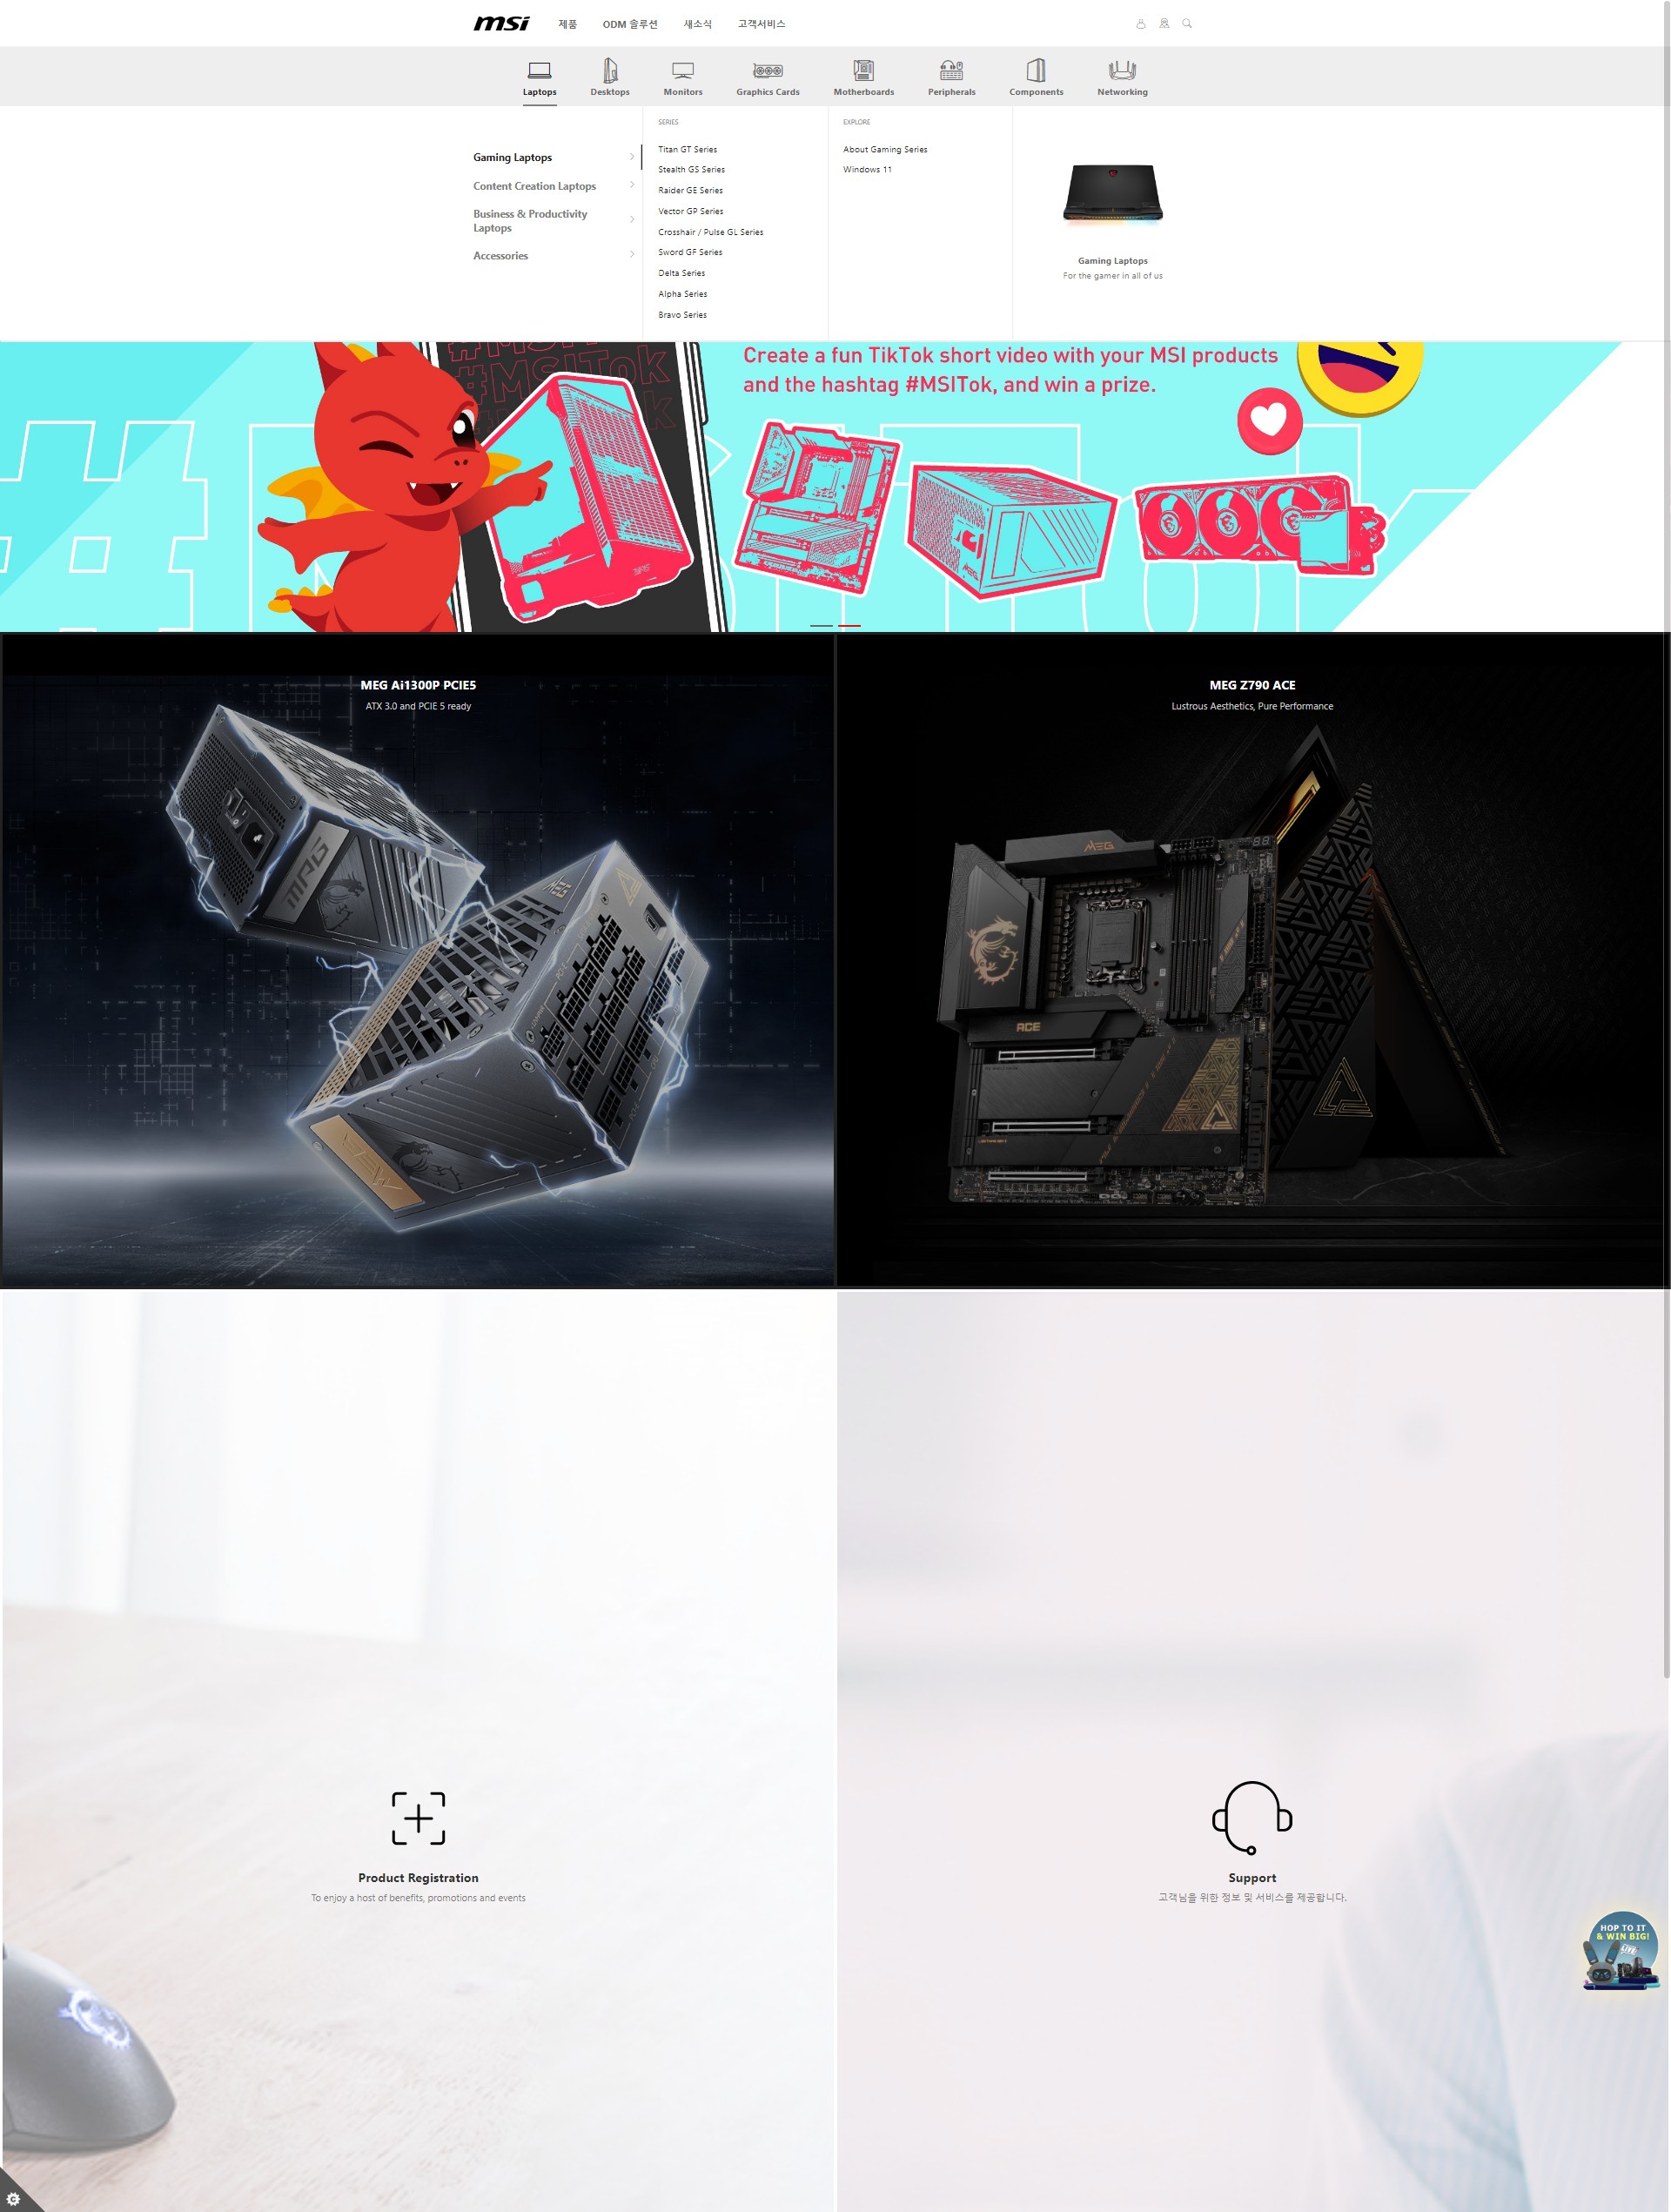 msi
제품
ODM 솔루션
새소식
고객서비스
Laptops
Desktops
Monitors
Graphics Cards
Motherboards
Peripherals
Components
Networking
Gaming Laptops
Content Creation Laptops
Business & Productivity
Laptops
Accessories
SERIES
Titan GT Series
Stealth GS Series
Raider GE Series
Vector GP Series
Crosshair / Pulse GL Series
Sword GF Series
Delta Series
Alpha Series
Bravo Series
EXPLORE
About Gaming Series
Windows 11
Gaming Laptops
For the gamer in all of us
#MSITok
Create a fun TikTok short video with your MSI products
and the hashtag #MSITok, and win a prize.
MEG Ai1300P PCIE5
ATX 3.0 and PCIE 5 ready
MPG
MEG
MEG Z790 ACE
Lustrous Aesthetics, Pure Performance
MEG
ACE
Product Registration
To enjoy a host of benefits, promotions and events
Support
고객님을 위한 정보 및 서비스를 제공합니다.
HOP TO IT
& WIN BIG!
LIVE